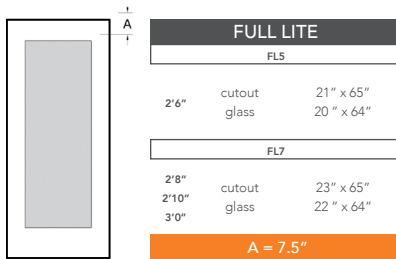 A
FULL LITE
FL5
2'6"
cutout 21" x 65"
glass 20 " x 64"
FL7
2'8"
2'10"
3'0"
cutout 23" x 65"
glass 22 " x 64"
A = 7.5"